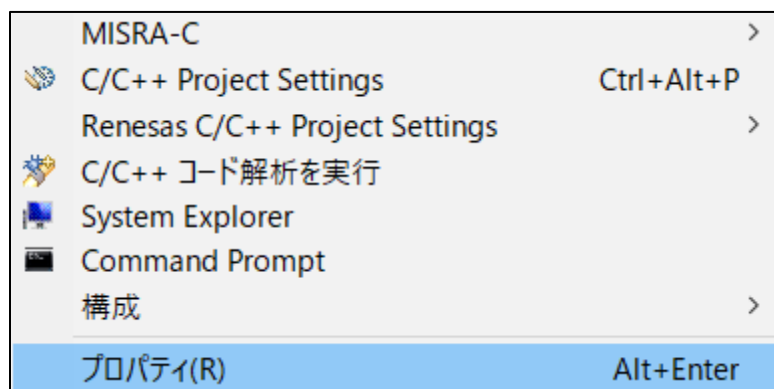 MISRA-C
C/C++ Project Settings Ctrl+Alt+P
Renesas C/C++ Project Settings
C/C++ コード解析を実行
System Explorer
Command Prompt
構成
プロパティ(R) Alt+Enter